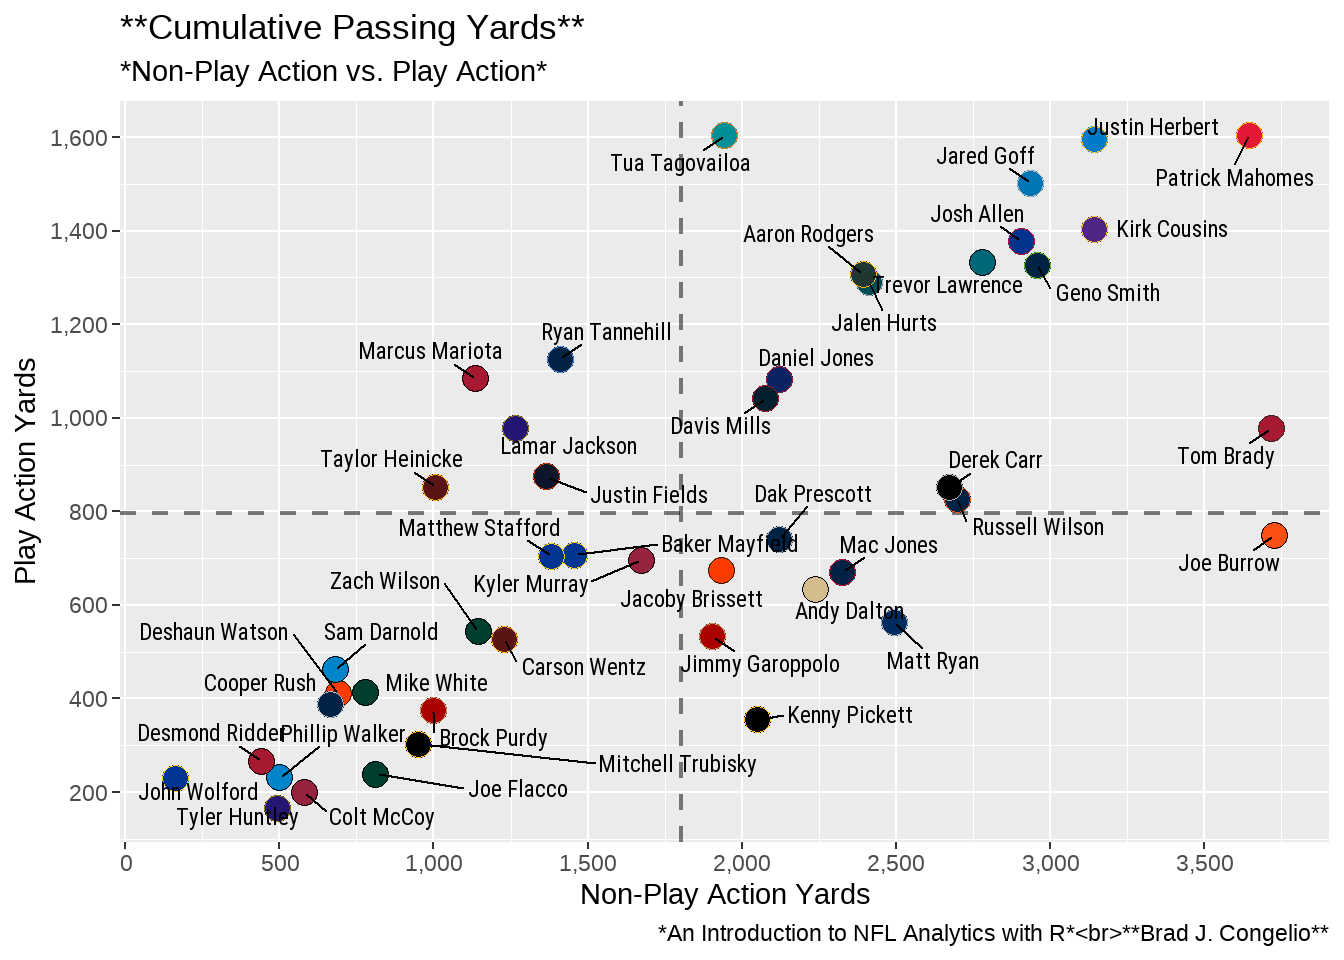 **Cumulative Passing Yards**
*Non-Play Action vs. Play Action*
Play Action Yards
1,600
1,400
1,200
1,000
800
600
400
200
Justin Herbert
Tua Tagovailoa
Jared Goff
Patrick Mahomes
Josh Allen
Kirk Cousins
Aaron Rodgers
Trevor Lawrence
Geno Smith
Jalen Hurts
Ryan Tannehill
Marcus Mariota
Daniel Jones
Davis Mills
Lamar Jackson
Tom Brady
Taylor Heinicke
Derek Carr
Justin Fields
Dak Prescott
Matthew Stafford
Russell Wilson
Baker Mayfield
Mac Jones
Joe Burrow
Zach Wilson
Kyler Murray
Jacoby Brissett
Andy Dalton
Deshaun Watson
Sam Darnold
Carson Wentz
Jimmy Garoppolo
Matt Ryan
Cooper Rush
Mike White
Kenny Pickett
Desmond Ridder
Phillip Walker
Brock Purdy
Mitchell Trubisky
John Wolford
Joe Flacco
Tyler Huntley
Colt McCoy
0
500
1,000
1,500
2,000
2,500
3,000
3,500
Non-Play Action Yards
*An Introduction to NFL Analytics with R*<br>**Brad J. Congelio**